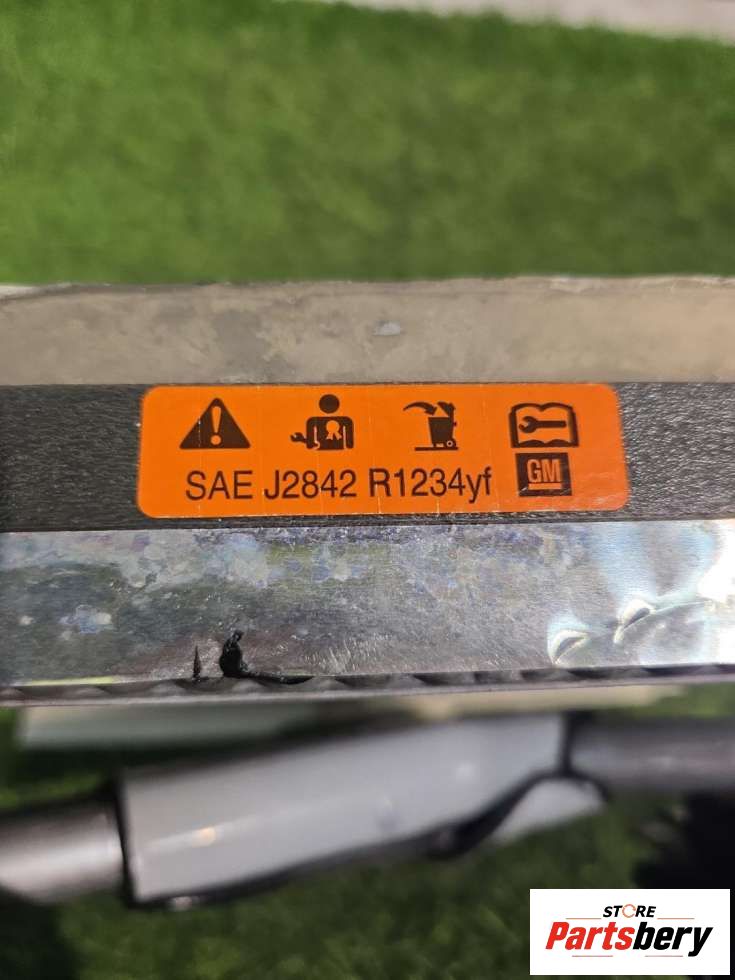 SAE J2842 R1234yf
GM
STORE
Partsbery